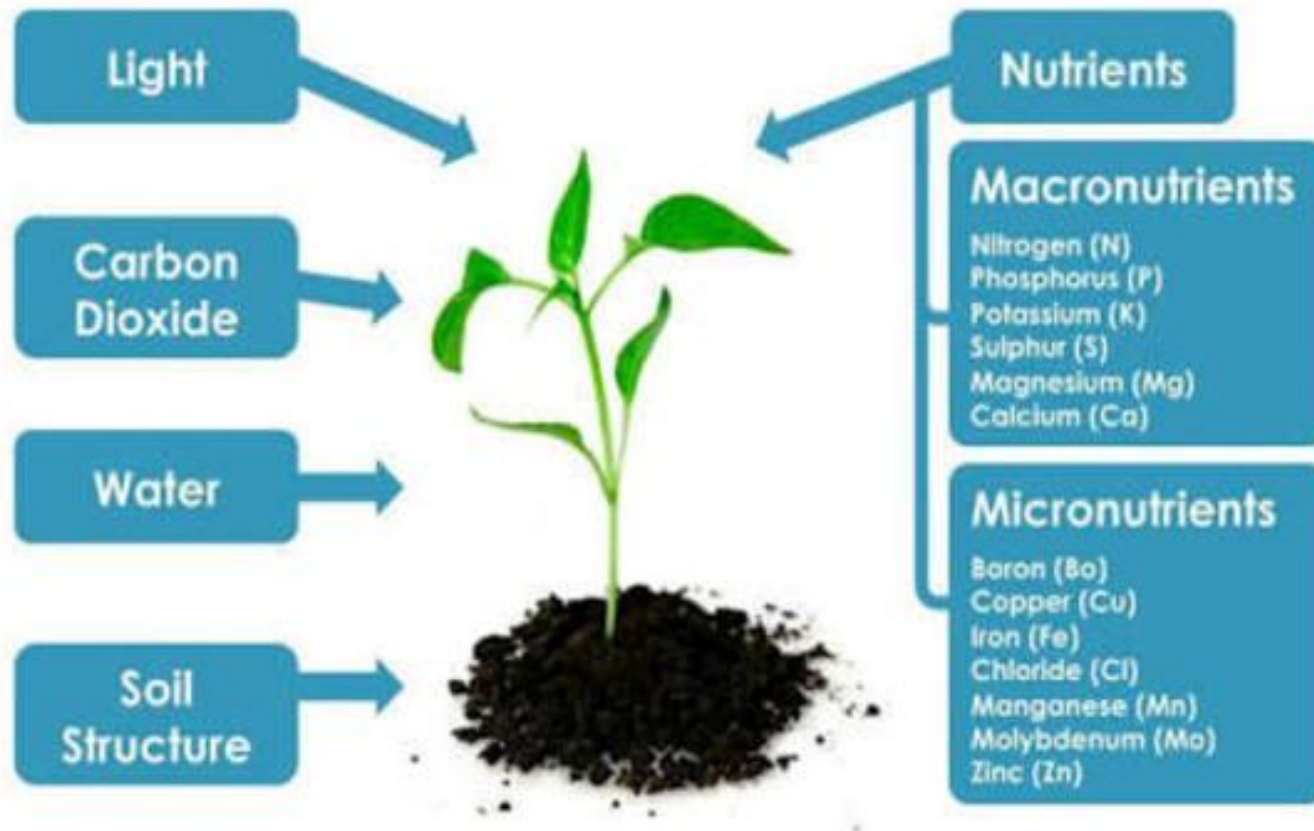 Light
Carbon
Dioxide
Water
Soil
Structure
Nutrients
Macronutrients
Nitrogen (N)
Phosphorus (P)
Potassium (K)
Sulphur (S)
Magnesium (Mg)
Calcium (Ca)
Micronutrients
Boron (Bo)
Copper (Cu)
Iron (Fe)
Chloride (Cl)
Manganese (Mn)
Molybdenum (Mo)
Zinc (Zn)